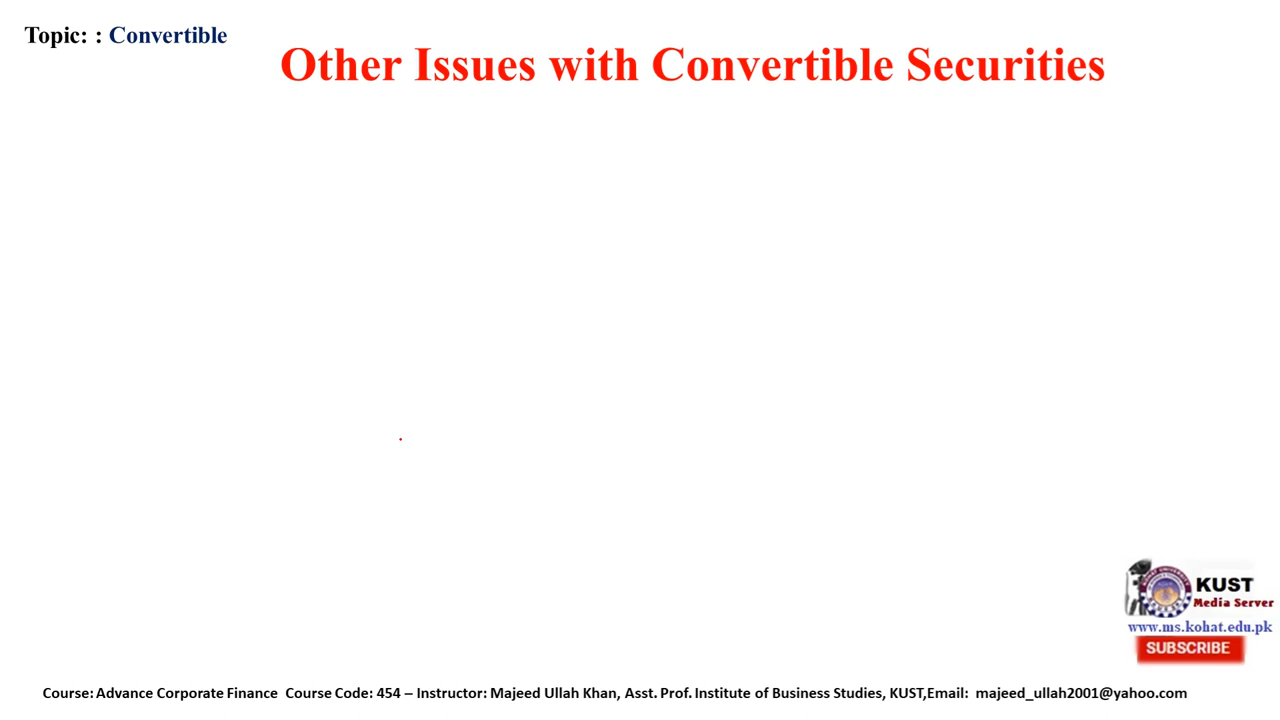 Topic: : Convertible
Other Issues with Convertible Securities
KUST
Media Server
www.ms.kohat.edu.pk
SUBSCRIBE
Course: Advance Corporate Finance Course Code: 454 – Instructor: Majeed Ullah Khan, Asst. Prof. Institute of Business Studies, KUST,Email: majeed_ullah2001@yahoo.com